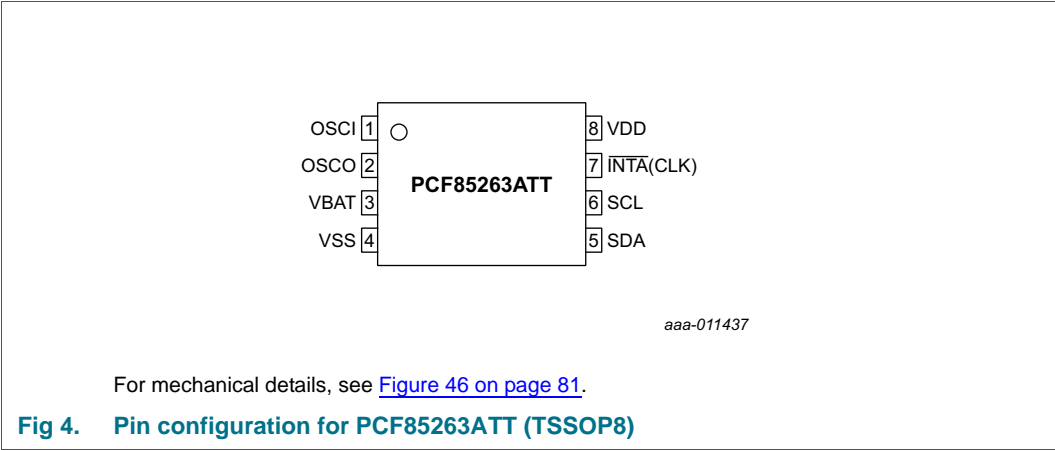 OSCI 1 8 VDD
OSCO 2 7 INTA(CLK)
PCF85263ATT
VBAT 3 6 SCL
VSS 4 5 SDA
aaa-011437
For mechanical details, see Figure 46 on page 81.
Fig 4. Pin configuration for PCF85263ATT (TSSOP8)